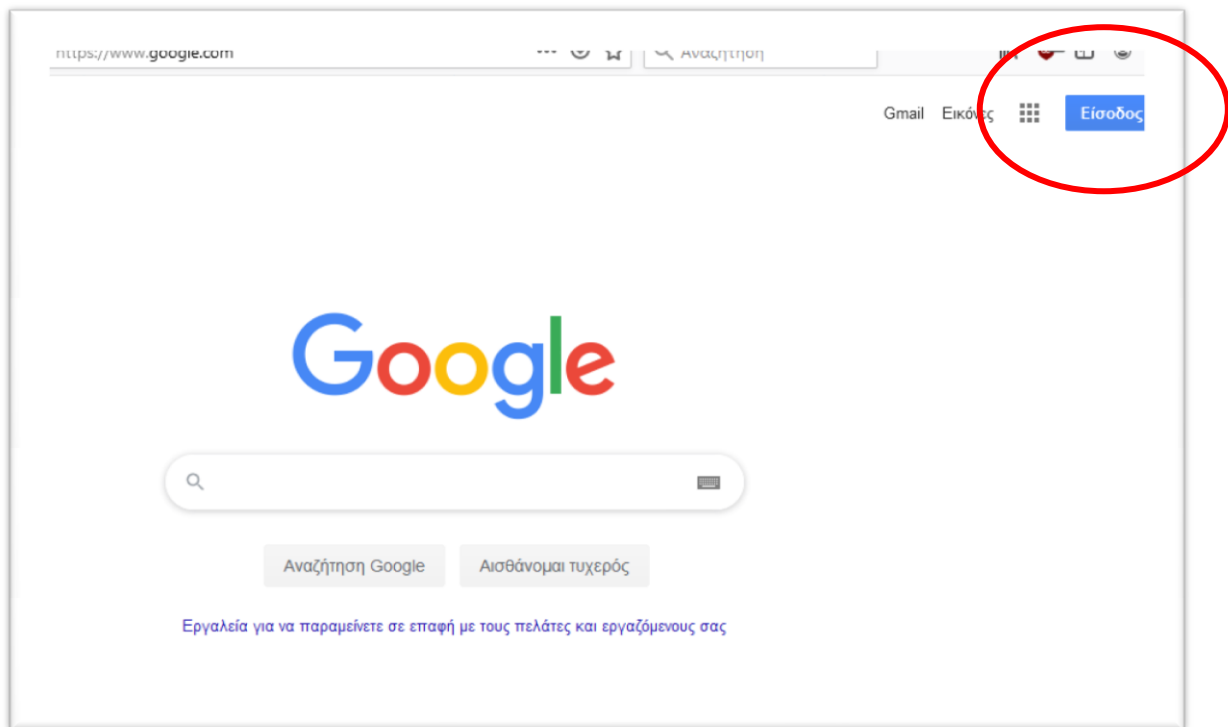 https://www.google.com Αναζήτηση
Gmail Εικόνες Είσοδος
Google
Αναζήτηση Google Αισθάνομαι τυχερός
Εργαλεία για να παραμείνετε σε επαφή με τους πελάτες και εργαζόμενους σας